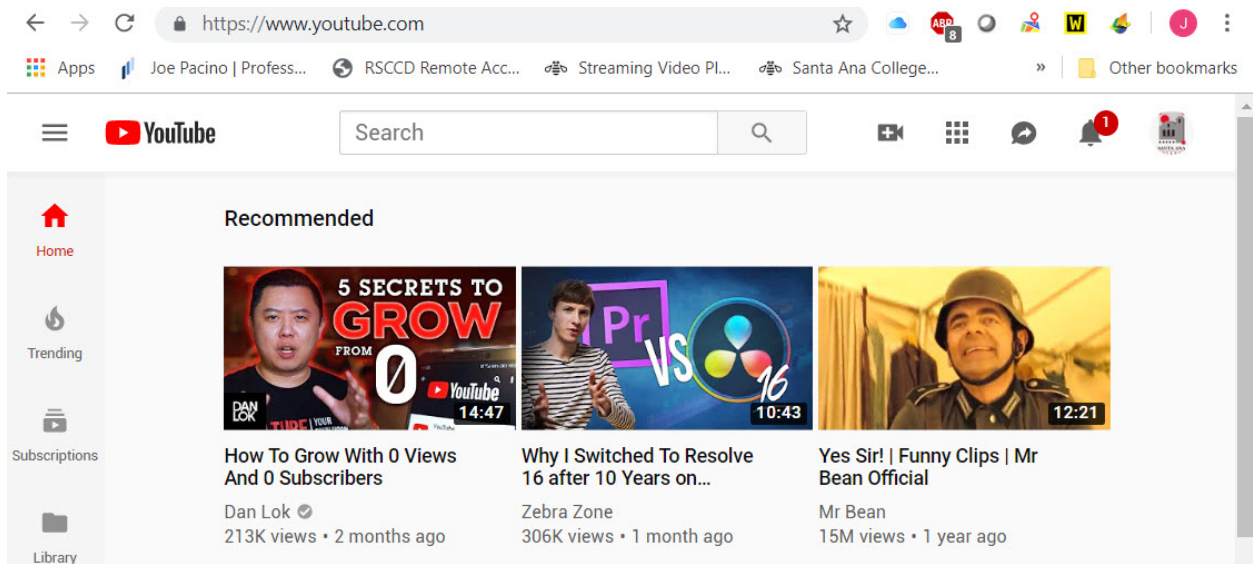 https://www.youtube.com
ABP
8
W
J
Apps
Joe Pacino | Profess...
RSCCD Remote Acc...
Streaming Video Pl...
Santa Ana College...
»
Other bookmarks
YouTube
Search
1
SANTA ANA
Recommended
Home
Trending
Subscriptions
Library
5 SECRETS TO
GROW
FROM 0
YouTube
DAN
LOK
14:47
Pr
VS
16
10:43
12:21
How To Grow With 0 Views
And 0 Subscribers
Dan Lok
213K views • 2 months ago
Why I Switched To Resolve
16 after 10 Years on...
Zebra Zone
306K views • 1 month ago
Yes Sir! | Funny Clips | Mr
Bean Official
Mr Bean
15M views • 1 year ago